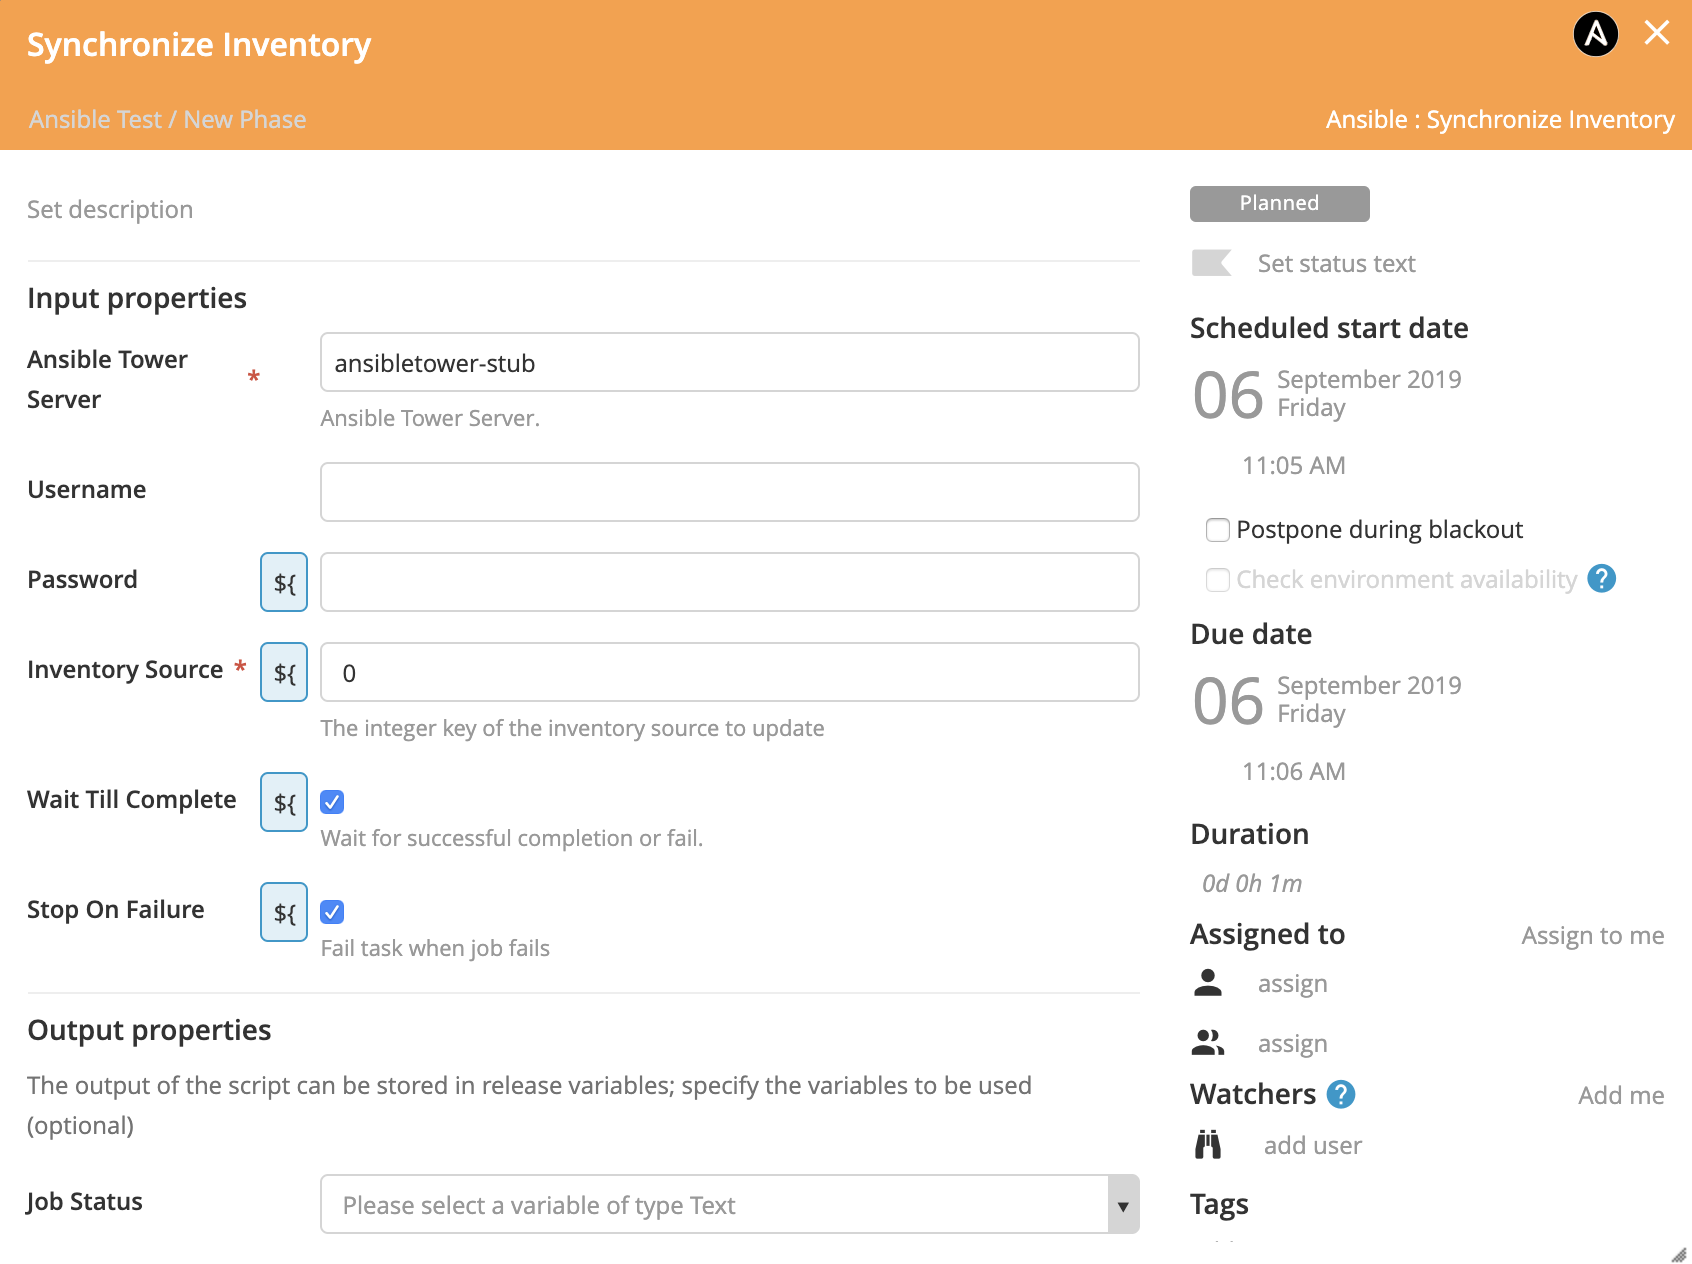 Synchronize Inventory
Ansible Test / New Phase
Ansible : Synchronize Inventory
Set description
Input properties
Ansible Tower
Server
*
ansibletower-stub
Ansible Tower Server.
Username
Password
${
Inventory Source *
${
0
The integer key of the inventory source to update
Wait Till Complete
${
Wait for successful completion or fail.
Stop On Failure
${
Fail task when job fails
Output properties
The output of the script can be stored in release variables; specify the variables to be used
(optional)
Job Status
Please select a variable of type Text
Planned
Set status text
Scheduled start date
06
September 2019
Friday
11:05 AM
Postpone during blackout
Check environment availability ?
Due date
06
September 2019
Friday
11:06 AM
Duration
0d 0h 1m
Assigned to
Assign to me
assign
assign
Watchers ?
Add me
add user
Tags